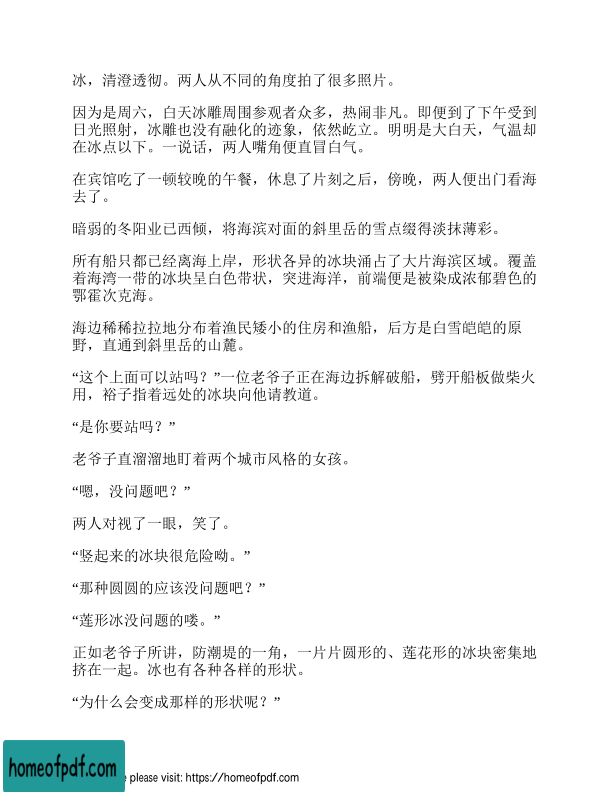 冰，清澄透彻。两人从不同的角度拍了很多照片。
因为是周六，白天冰雕周围参观者众多，热闹非凡。即便到了下午受到
日光照射，冰雕也没有融化的迹象，依然屹立。明明是大白天，气温却
在冰点以下。一说话，两人嘴角便直冒白气。
在宾馆吃了一顿较晚的午餐，休息了片刻之后，傍晚，两人便出门看海
去了。
暗弱的冬阳业已西倾，将海滨对面的斜里岳的雪点缀得淡抹薄彩。
所有船只都已经离海上岸，形状各异的冰块涌占了大片海滨区域。覆盖
着海湾一带的冰块呈白色带状，突进海洋，前端便是被染成浓郁碧色的
鄂霍次克海。
海边稀稀拉拉地分布着渔民矮小的住房和渔船，后方是白雪皑皑的原
野，直通到斜里岳的山麓。
“这个上面可以站吗？”一位老爷子正在海边拆解破船，劈开船板做柴火
用，裕子指着远处的冰块向他请教道。
“是你要站吗？”
老爷子直溜溜地盯着两个城市风格的女孩。
“嗯，没问题吧？”
两人对视了一眼，笑了。
“竖起来的冰块很危险呦。”
“那种圆圆的应该没问题吧？”
“莲形冰没问题的喽。”
正如老爷子所讲，防潮堤的一角，一片片圆形的、莲花形的冰块密集地
挤在一起。冰也有各种各样的形状。
“为什么会变成那样的形状呢？”
homeofpdf.com
e please visit: https://homeofpdf.com